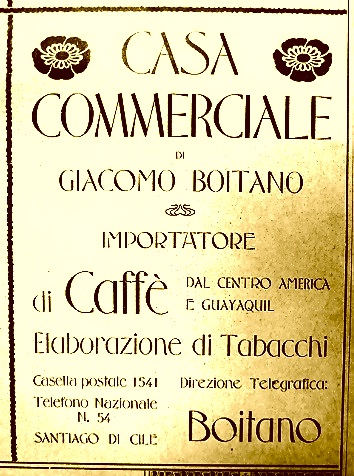 CASA
COMMERCIALE
DI
GIACOMO BOITANO
IMPORTATORE
di Caffè DAL CENTRO AMERICA
E GUAYAQUIL
Elaborazione di Tabacchi
Casella postale 1541
Telefono Nazionale
N. 54
SANTIAGO DI CILE
Direzione Telegrafica:
Boitano